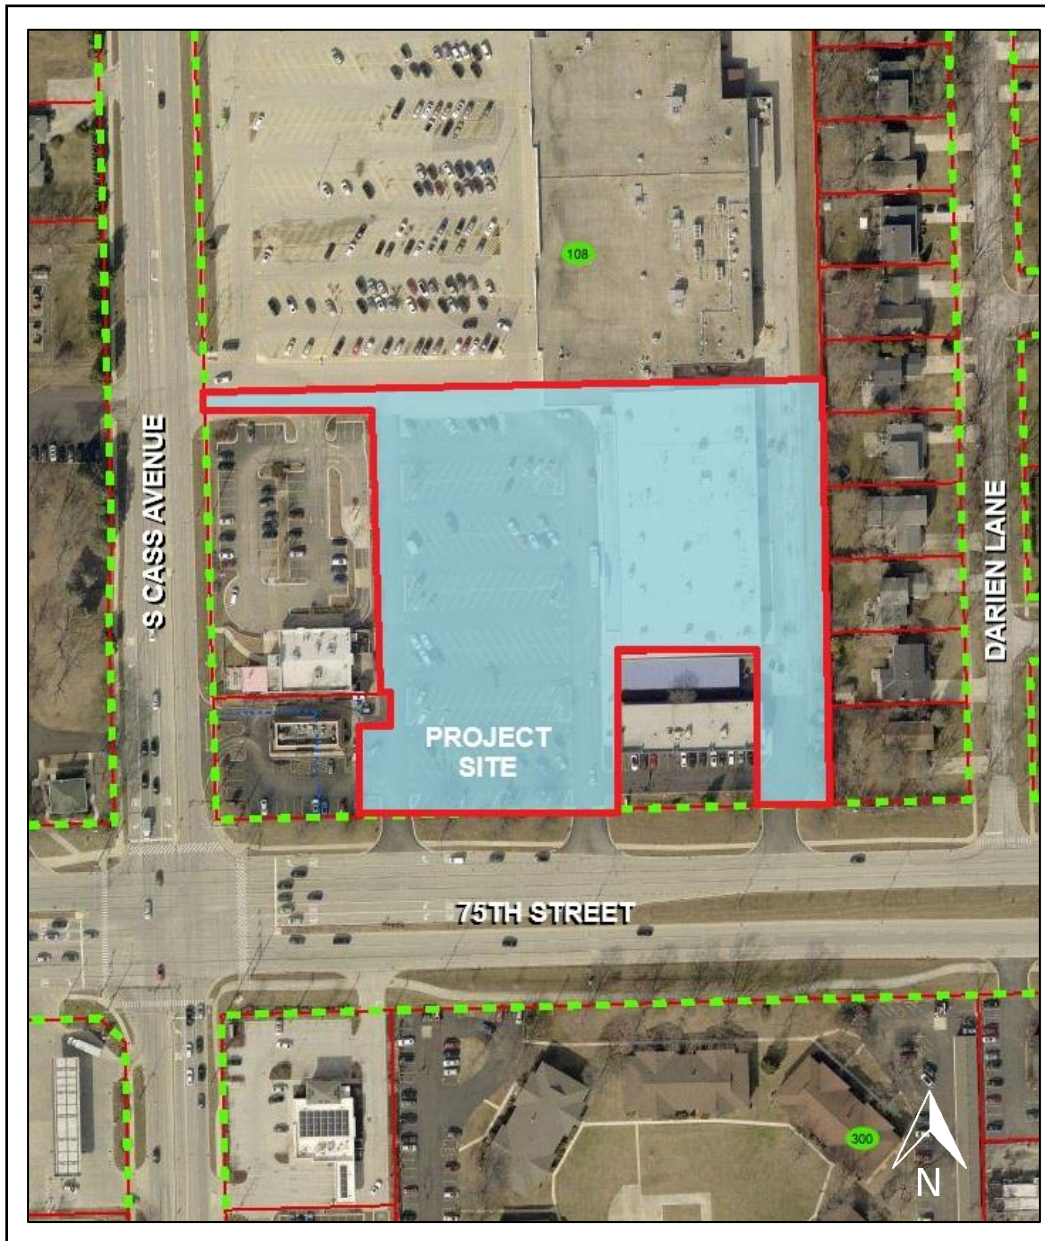 108
S CASS AVENUE
DARIEN LANE
PROJECT
SITE
75TH STREET
300
N